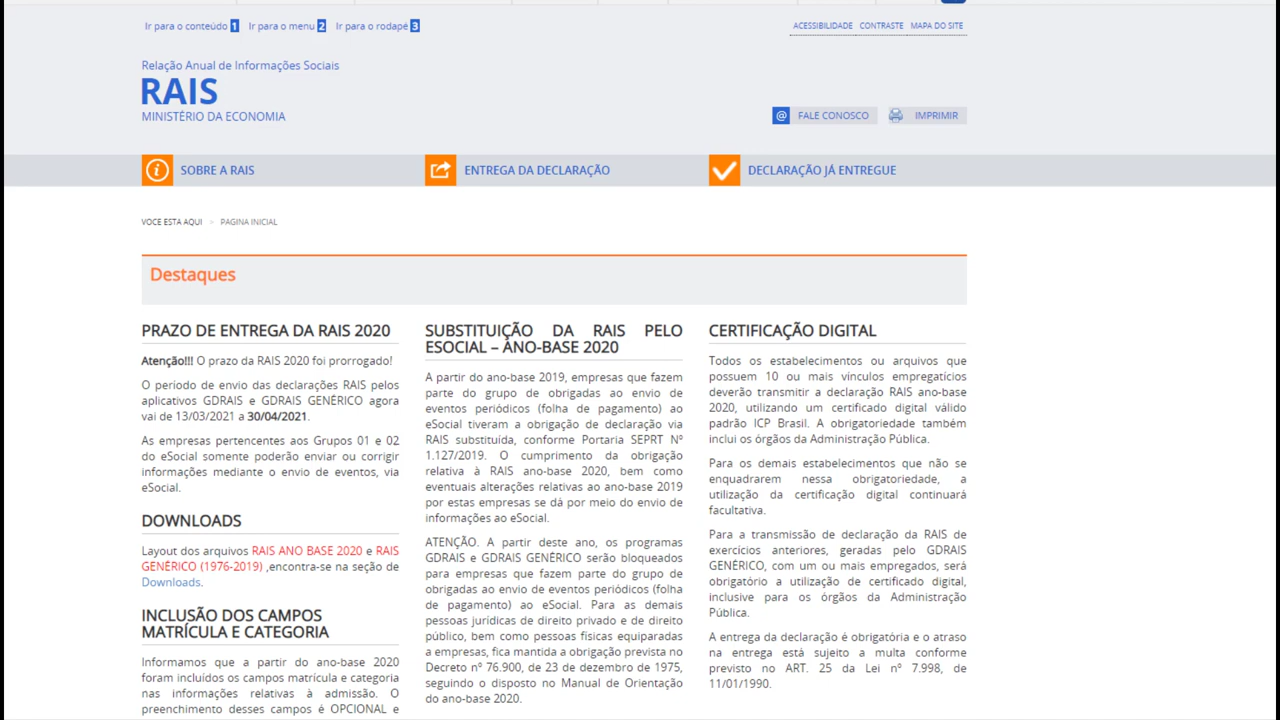 Ir para o conteúdo 1 Ir para o menu 2 Ir para o rodapé 3
ACESSIBILIDADE CONTRASTE MAPA DO SITE
Relação Anual de Informações Sociais
RAIS
MINISTÉRIO DA ECONOMIA
@ FALE CONOSCO IMPRIMIR
SOBRE A RAIS
ENTREGA DA DECLARAÇÃO
DECLARAÇÃO JÁ ENTREGUE
VOCE ESTA AQUI > PAGINA INICIAL
Destaques
PRAZO DE ENTREGA DA RAIS 2020
Atenção!!! O prazo da RAIS 2020 foi prorrogado!
O período de envio das declarações RAIS pelos
aplicativos GDRAIS e GDRAIS GENÉRICO agora
vai de 13/03/2021 a 30/04/2021.
As empresas pertencentes aos Grupos 01 e 02
do eSocial somente poderão enviar ou corrigir
informações mediante o envio de eventos, via
eSocial.
DOWNLOADS
Layout dos arquivos RAIS ANO BASE 2020 e RAIS
GENÉRICO (1976-2019) ,encontra-se na seção de
Downloads.
INCLUSÃO DOS CAMPOS
MATRÍCULA E CATEGORIA
Informamos que a partir do ano-base 2020
foram incluídos os campos matrícula e categoria
nas informações relativas à admissão. O
preenchimento desses campos é OPCIONAL e
SUBSTITUIÇÃO DA RAIS PELO
ESOCIAL – ANO-BASE 2020
A partir do ano-base 2019, empresas que fazem
parte do grupo de obrigadas ao envio de
eventos periódicos (folha de pagamento) ao
eSocial tiveram a obrigação de declaração via
RAIS substituída, conforme Portaria SEPRT Nº
1.127/2019. O cumprimento da obrigação
relativa à RAIS ano-base 2020, bem como
eventuais alterações relativas ao ano-base 2019
por estas empresas se dá por meio do envio de
informações ao eSocial.
ATENÇÃO. A partir deste ano, os programas
GDRAIS e GDRAIS GENÉRICO serão bloqueados
para empresas que fazem parte do grupo de
obrigadas ao envio de eventos periódicos (folha
de pagamento) ao eSocial. Para as demais
pessoas jurídicas de direito privado e de direito
público, bem como pessoas físicas equiparadas
a empresas, fica mantida a obrigação prevista no
Decreto nº 76.900, de 23 de dezembro de 1975,
seguindo o disposto no Manual de Orientação
do ano-base 2020.
CERTIFICAÇÃO DIGITAL
Todos os estabelecimentos ou arquivos que
possuem 10 ou mais vínculos empregatícios
deverão transmitir a declaração RAIS ano-base
2020, utilizando um certificado digital válido
padrão ICP Brasil. A obrigatoriedade também
inclui os órgãos da Administração Pública.
Para os demais estabelecimentos que não se
enquadrarem nessa obrigatoriedade, a
utilização da certificação digital continuará
facultativa.
Para a transmissão de declaração da RAIS de
exercícios anteriores, geradas pelo GDRAIS
GENÉRICO, com um ou mais empregados, será
obrigatório a utilização de certificado digital,
inclusive para os órgãos da Administração
Pública.
A entrega da declaração é obrigatória e o atraso
na entrega está sujeito a multa conforme
previsto no ART. 25 da Lei nº 7.998, de
11/01/1990.